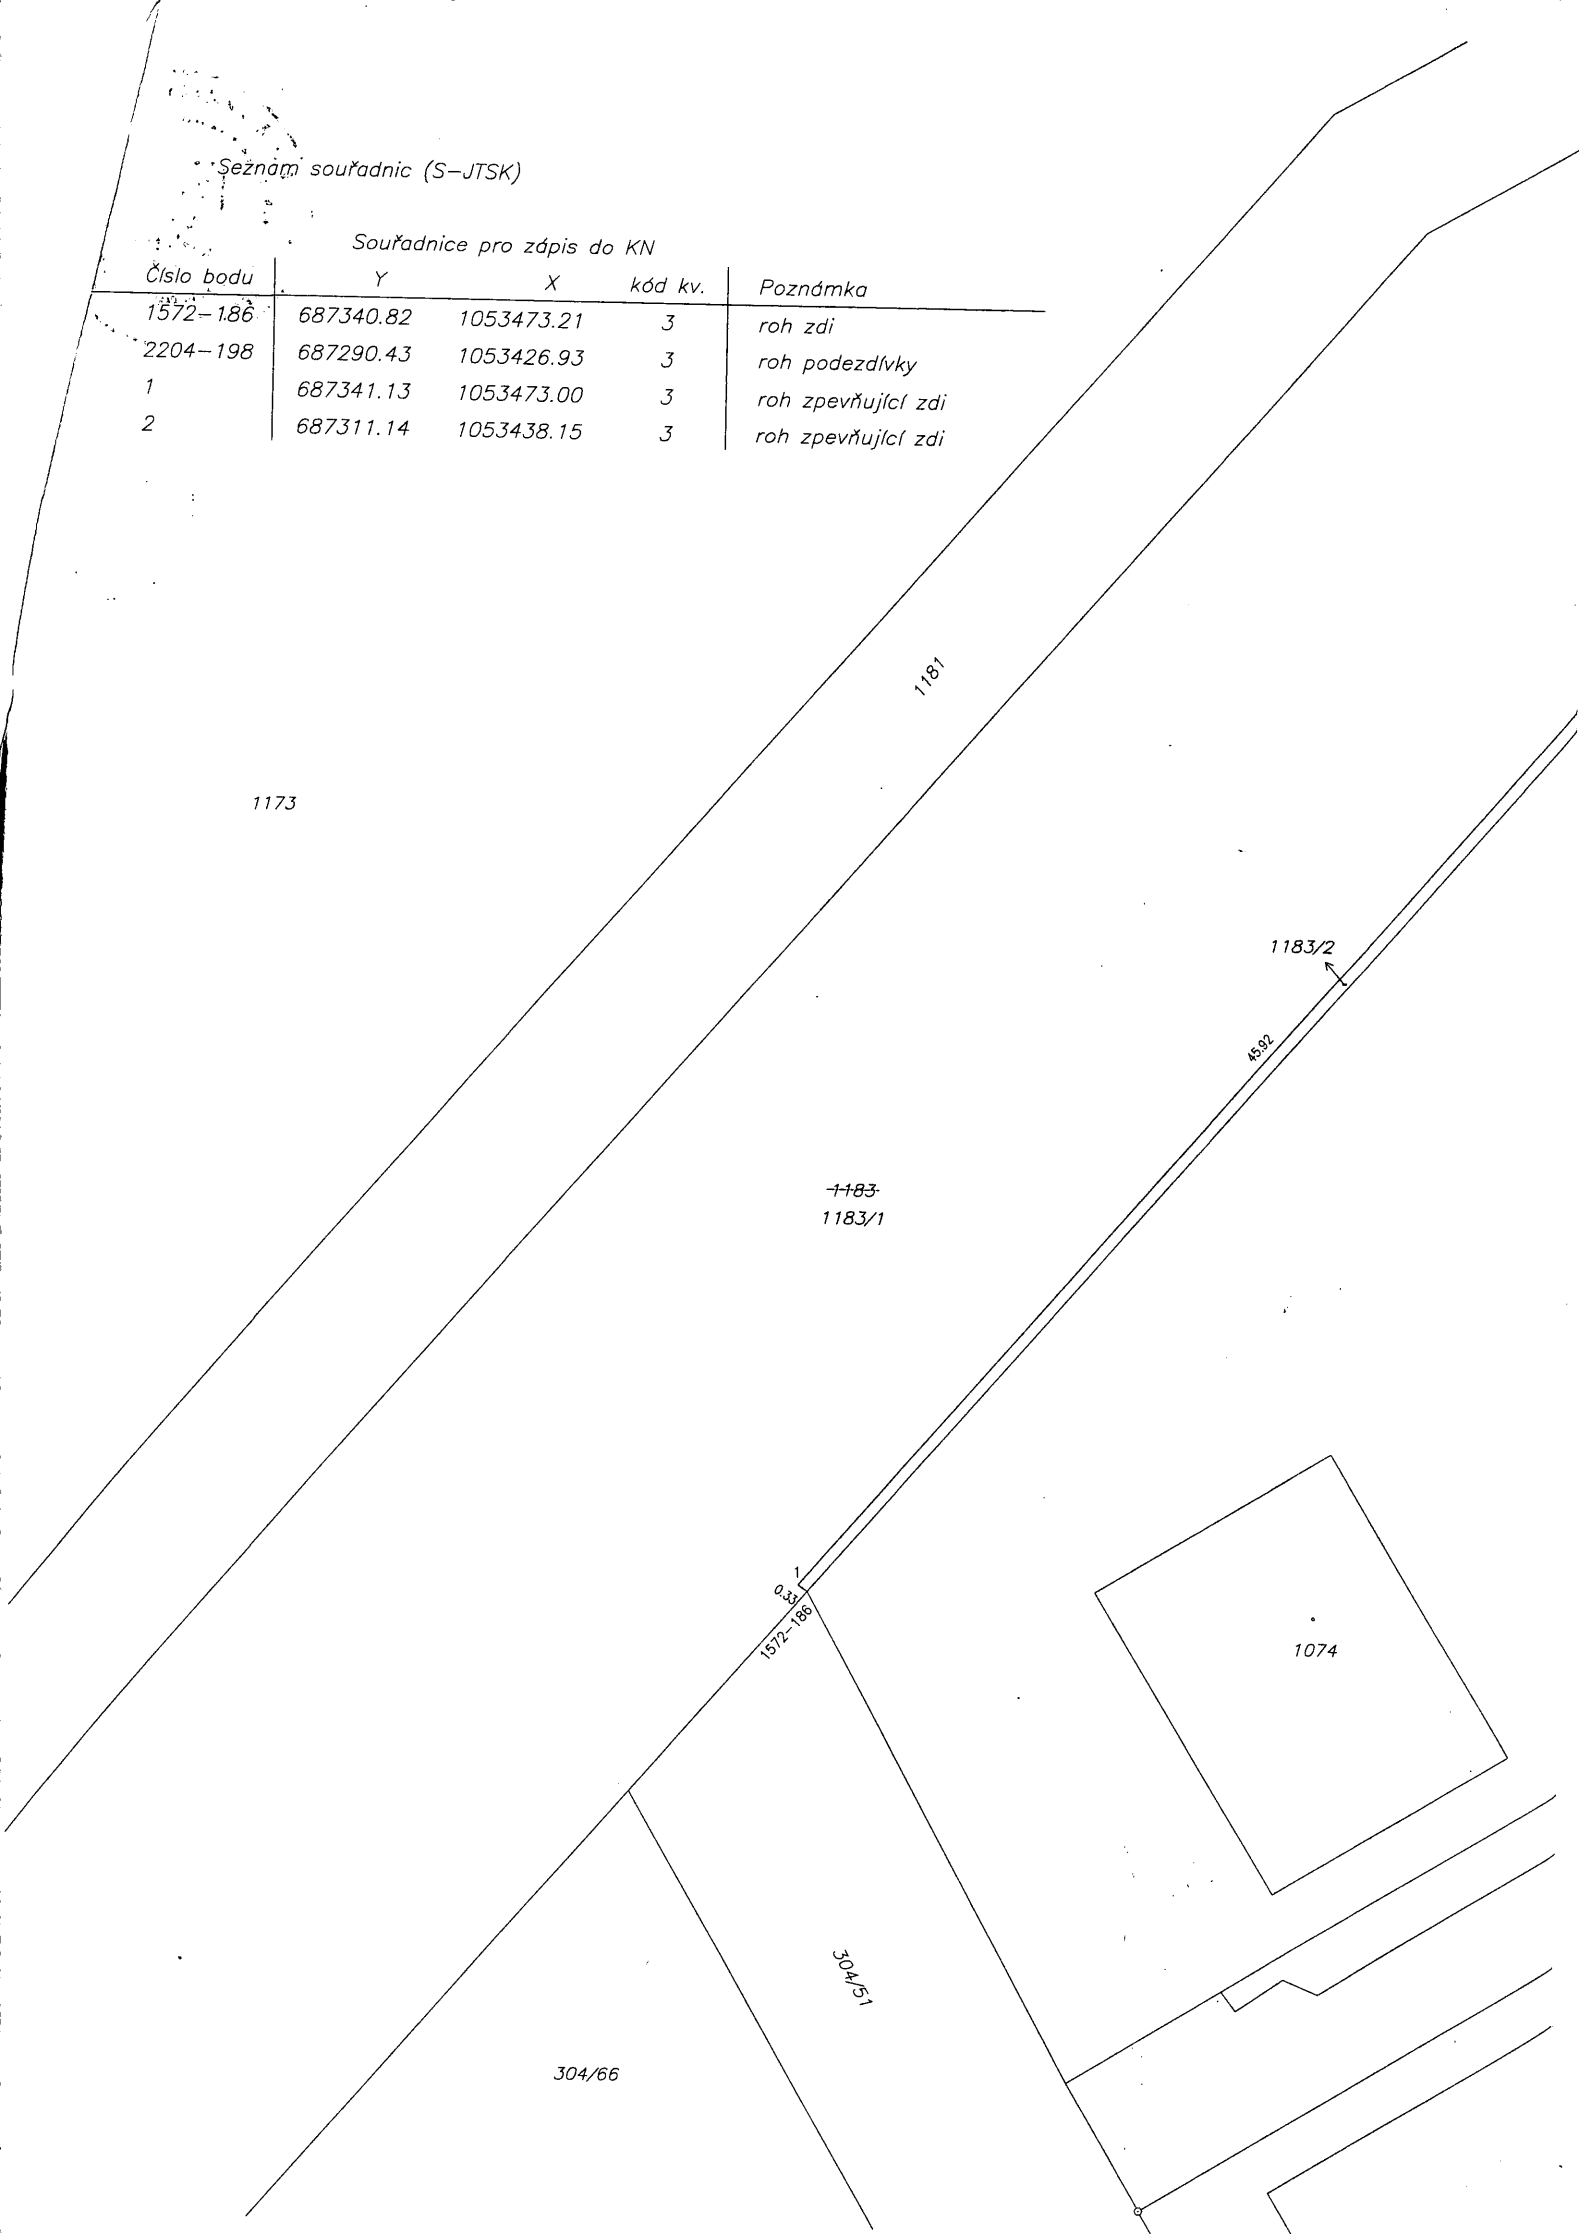 Seznam souřadnic (S-JTSK)
Souřadnice pro zápis do KN
Číslo bodu Y X kód kv. Poznámka
1572-186 687340.82 1053473.21 3 roh zdi
2204-198 687290.43 1053426.93 3 roh podezdívky
1 687341.13 1053473.00 3 roh zpevňující zdi
2 687311.14 1053438.15 3 roh zpevňující zdi
1181
1173
1183/2
45.92
1183
1183/1
1
0.33
1572-186
1074
304/51
304/66